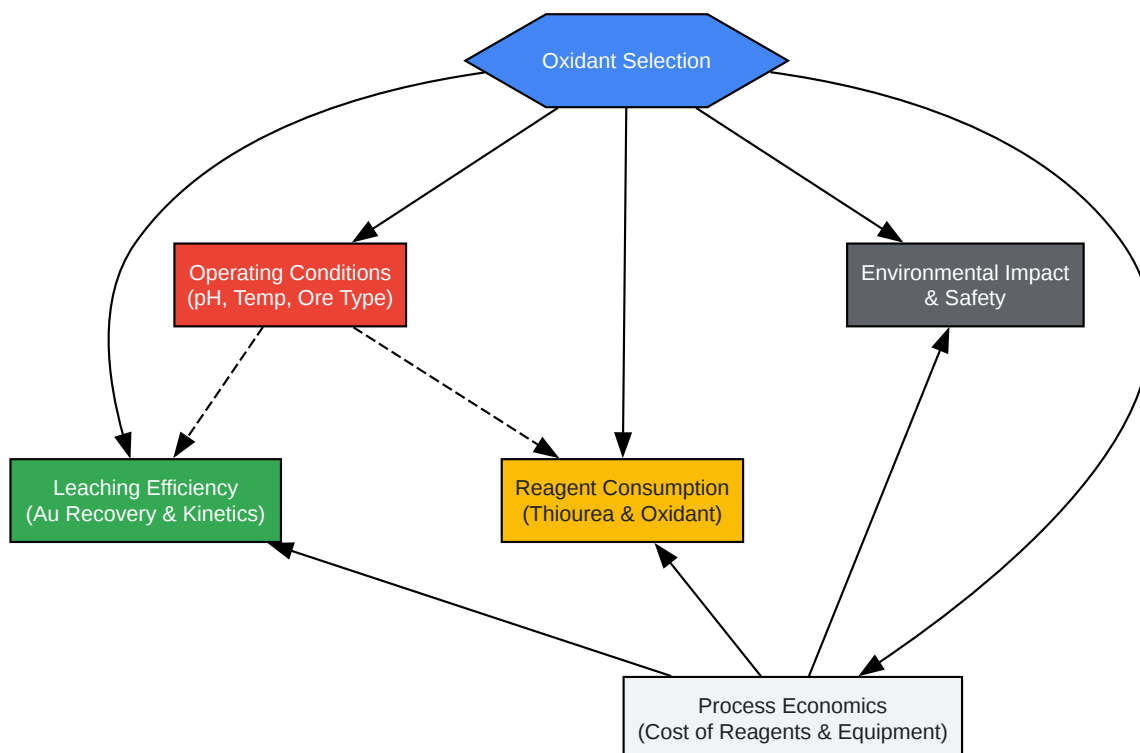 Oxidant Selection
Operating Conditions
(pH, Temp, Ore Type)
Environmental Impact
& Safety
Leaching Efficiency
(Au Recovery & Kinetics)
Reagent Consumption
(Thiourea & Oxidant)
Process Economics
(Cost of Reagents & Equipment)